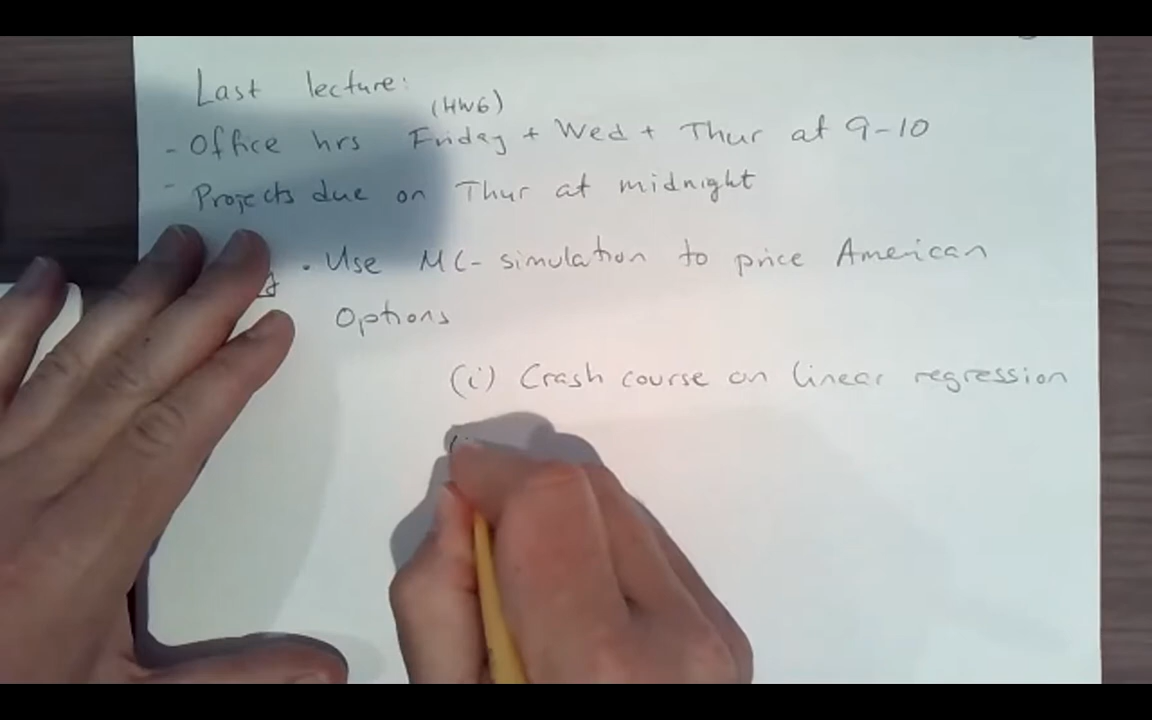 Last lecture:
(HW6)
- Office hrs Friday + Wed + Thur at 9-10
- Projects due on Thur at midnight
• Use MC-simulation to price American
Options
(i) Crash course on linear regression